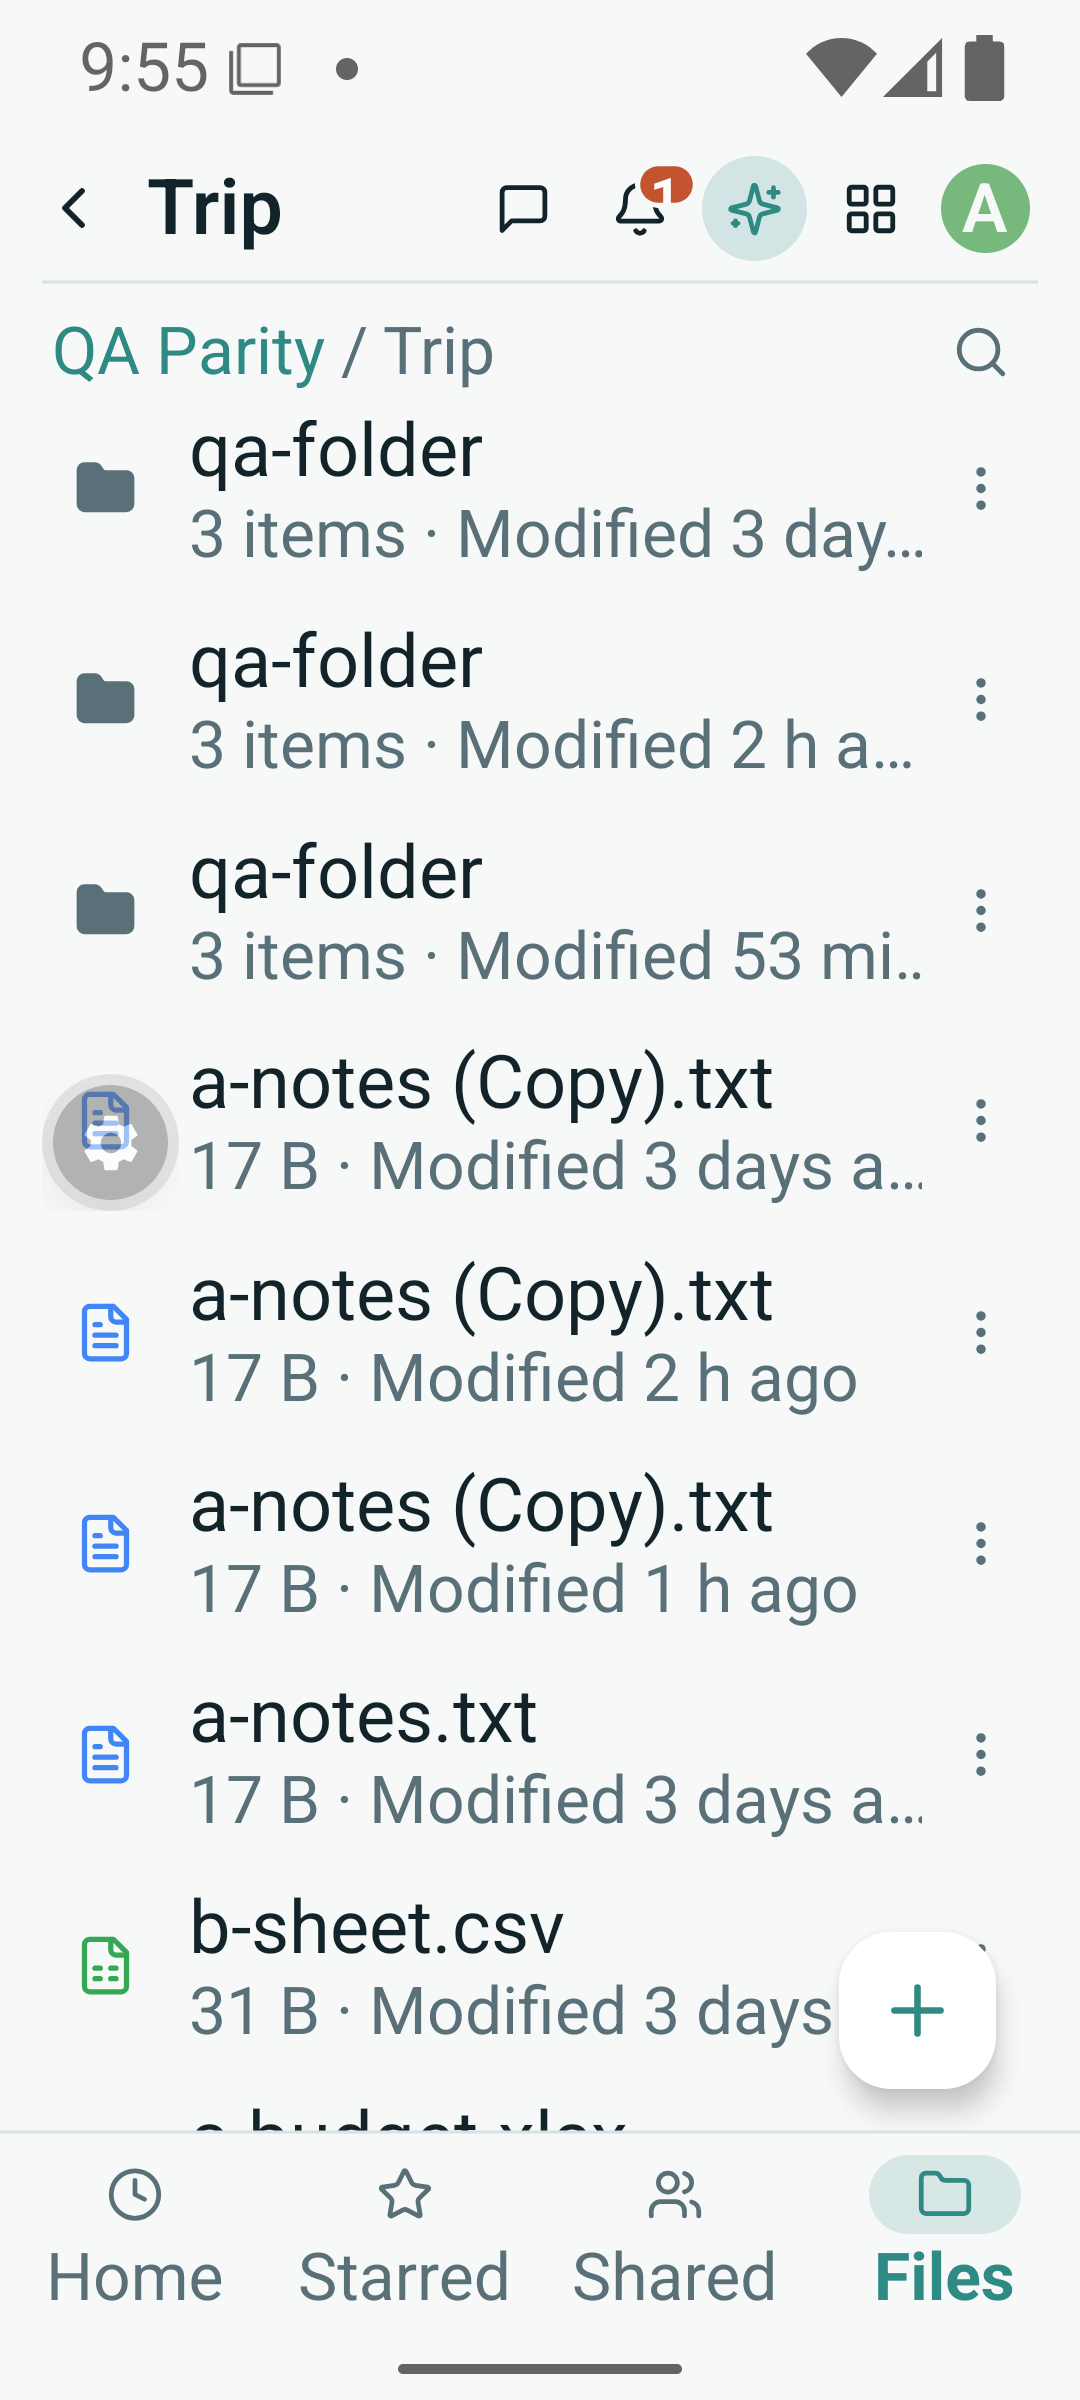 9:55
Trip
1
A
QA Parity / Trip
qa-folder
3 items · Modified 3 day...
qa-folder
3 items · Modified 2 h a...
qa-folder
3 items · Modified 53 mi..
a-notes (Copy).txt
17 B · Modified 3 days a...
a-notes (Copy).txt
17 B · Modified 2 h ago
a-notes (Copy).txt
17 B · Modified 1 h ago
a-notes.txt
17 B · Modified 3 days a...
b-sheet.csv
31 B · Modified 3 days
c-budget.xlsx
Home
Starred
Shared
Files